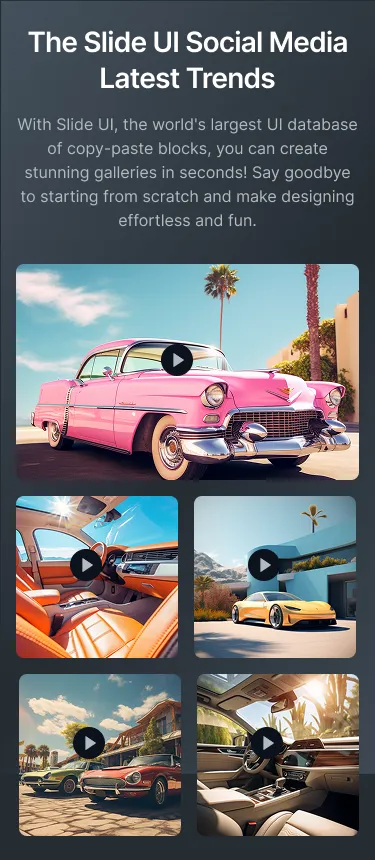 The Slide UI Social Media
Latest Trends
With Slide UI, the world's largest UI database
of copy-paste blocks, you can create
stunning galleries in seconds! Say goodbye
to starting from scratch and make designing
effortless and fun.